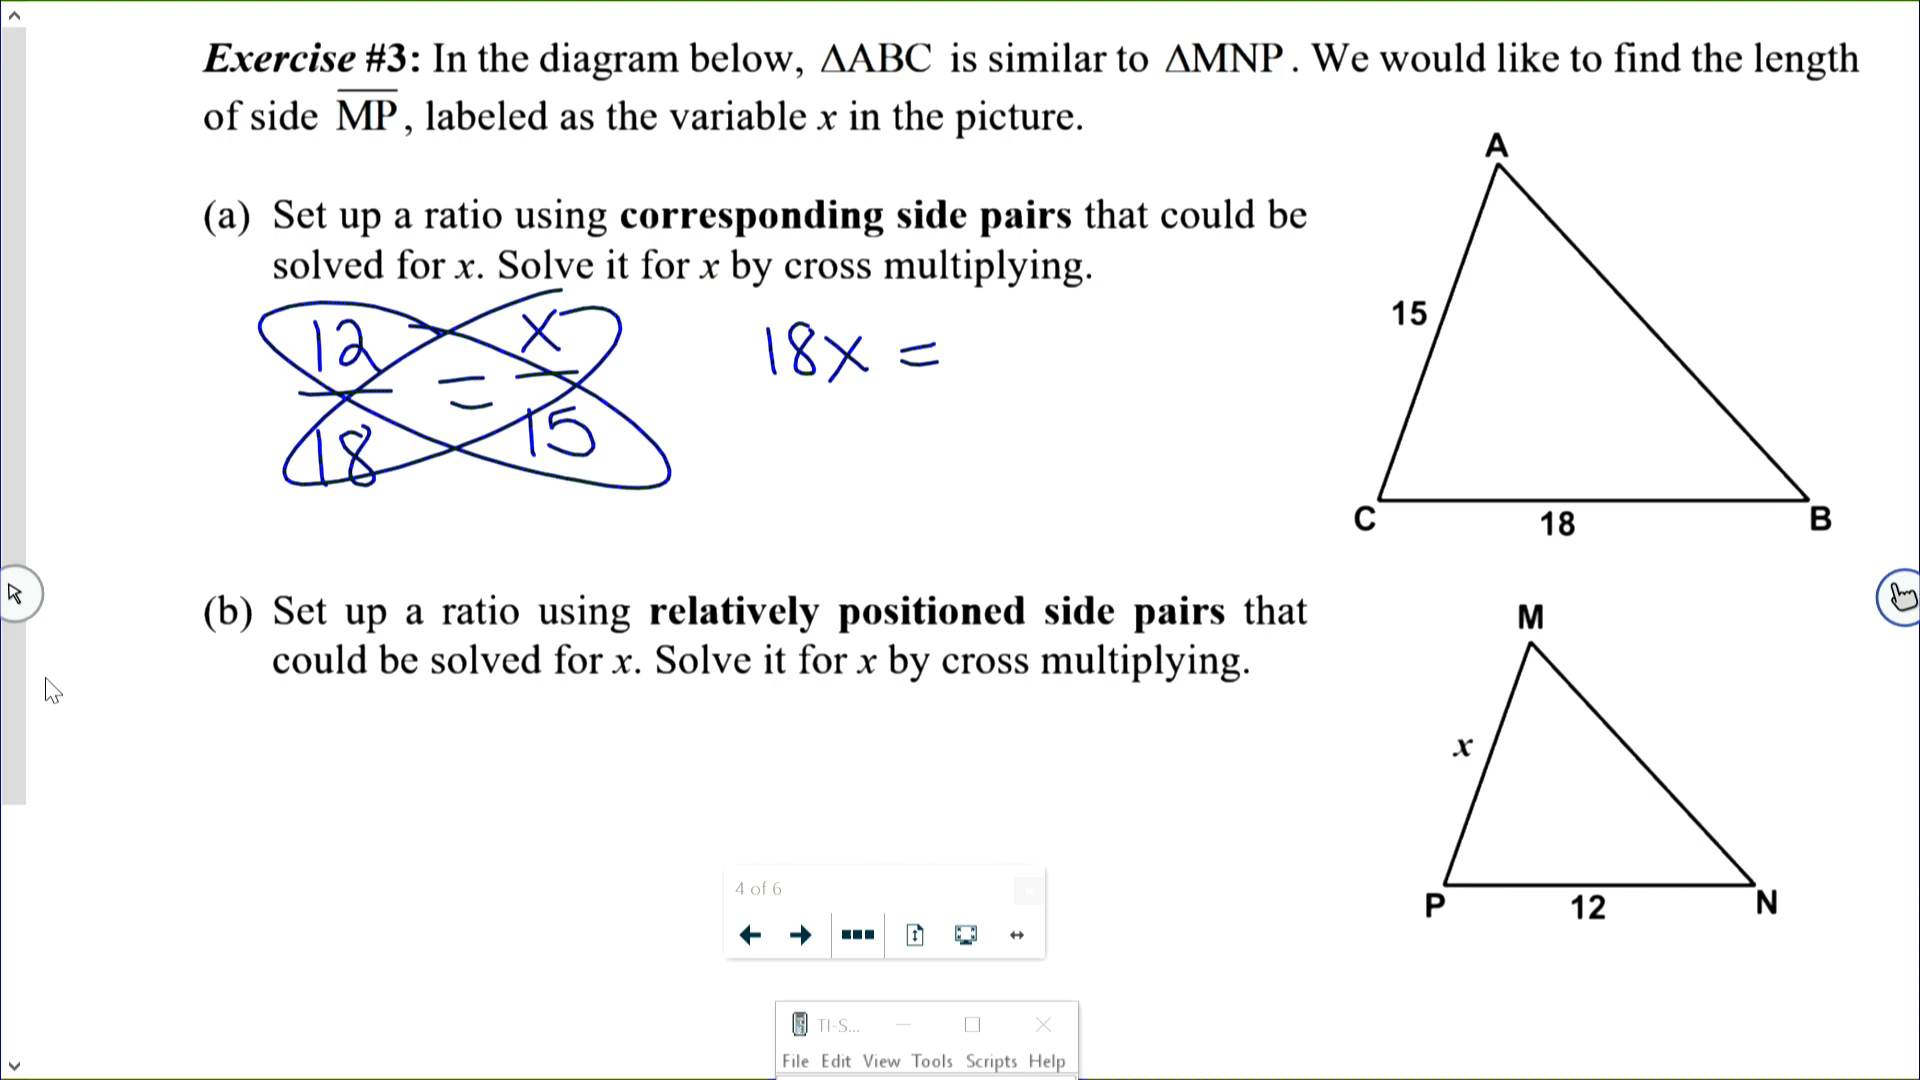 Exercise #3: In the diagram below, ΔABC is similar to ΔMNP. We would like to find the length
of side MP, labeled as the variable x in the picture.
(a) Set up a ratio using corresponding side pairs that could be
solved for x. Solve it for x by cross multiplying.
12 = x
18 15
18x =
A
15
C
18
B
(b) Set up a ratio using relatively positioned side pairs that
could be solved for x. Solve it for x by cross multiplying.
M
x
P
12
N
4 of 6
TI-S...
File Edit View Tools Scripts Help